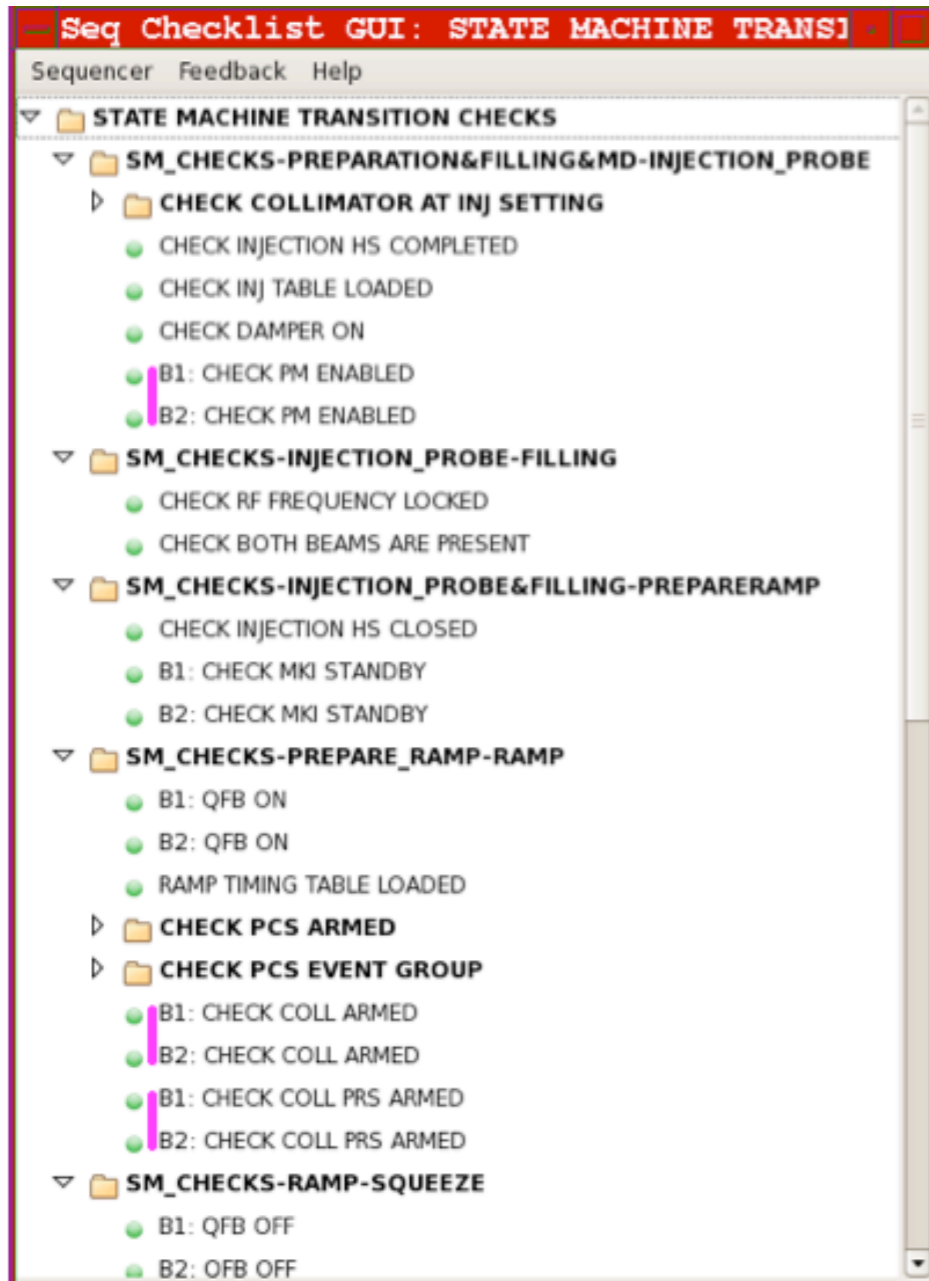 Seq Checklist GUI: STATE MACHINE TRANSI
Sequencer Feedback Help
STATE MACHINE TRANSITION CHECKS
SM_CHECKS-PREPARATION&FILLING&MD-INJECTION_PROBE
CHECK COLLIMATOR AT INJ SETTING
CHECK INJECTION HS COMPLETED
CHECK INJ TABLE LOADED
CHECK DAMPER ON
B1: CHECK PM ENABLED
B2: CHECK PM ENABLED
SM_CHECKS-INJECTION_PROBE-FILLING
CHECK RF FREQUENCY LOCKED
CHECK BOTH BEAMS ARE PRESENT
SM_CHECKS-INJECTION_PROBE&FILLING-PREPARERAMP
CHECK INJECTION HS CLOSED
B1: CHECK MKI STANDBY
B2: CHECK MKI STANDBY
SM_CHECKS-PREPARE_RAMP-RAMP
B1: QFB ON
B2: QFB ON
RAMP TIMING TABLE LOADED
CHECK PCS ARMED
CHECK PCS EVENT GROUP
B1: CHECK COLL ARMED
B2: CHECK COLL ARMED
B1: CHECK COLL PRS ARMED
B2: CHECK COLL PRS ARMED
SM_CHECKS-RAMP-SQUEEZE
B1: QFB OFF
B2: QFB OFF